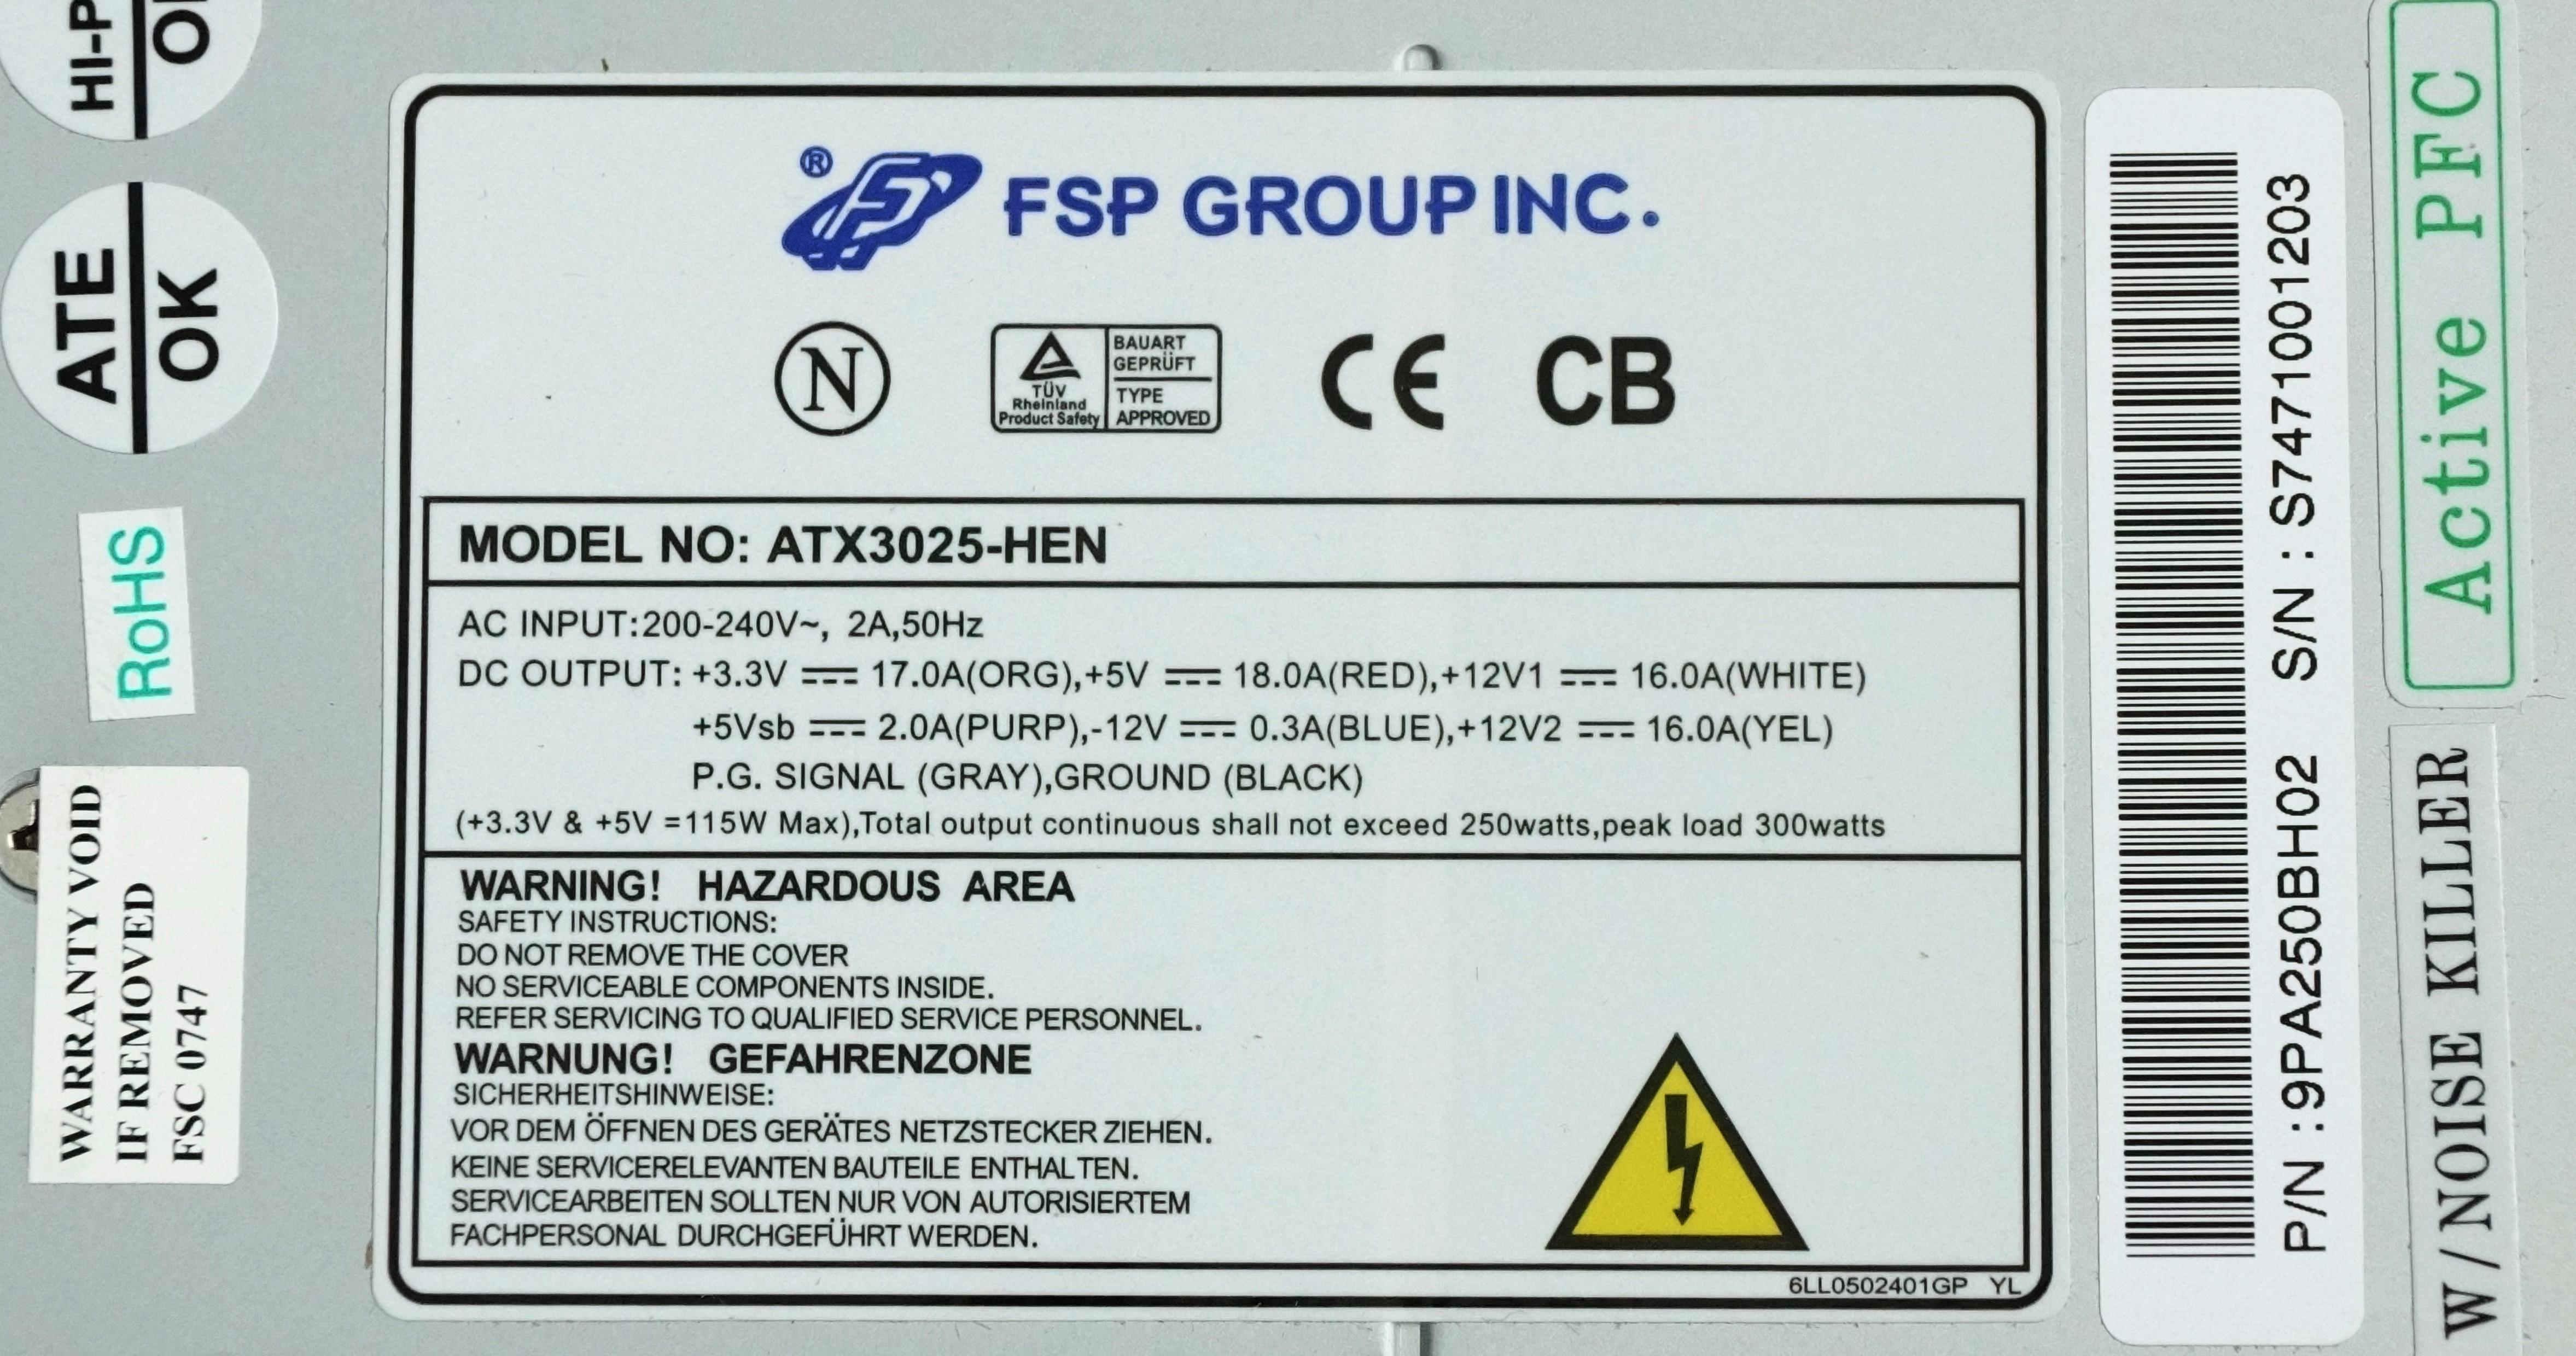 HI-P
ATE
OK
RoHS
WARRANTY VOID
IF REMOVED
FSC 0747
® FSP GROUP INC.
N
TÜV
Rheinland
Product Safety
BAUART
GEPRÜFT
TYPE
APPROVED
CE
CB
MODEL NO: ATX3025-HEN
AC INPUT:200-240V~, 2A,50Hz
DC OUTPUT: +3.3V ⎓ 17.0A(ORG),+5V ⎓ 18.0A(RED),+12V1 ⎓ 16.0A(WHITE)
+5Vsb ⎓ 2.0A(PURP),-12V ⎓ 0.3A(BLUE),+12V2 ⎓ 16.0A(YEL)
P.G. SIGNAL (GRAY),GROUND (BLACK)
(+3.3V & +5V =115W Max),Total output continuous shall not exceed 250watts,peak load 300watts
WARNING! HAZARDOUS AREA
SAFETY INSTRUCTIONS:
DO NOT REMOVE THE COVER
NO SERVICEABLE COMPONENTS INSIDE.
REFER SERVICING TO QUALIFIED SERVICE PERSONNEL.
WARNUNG! GEFAHRENZONE
SICHERHEITSHINWEISE:
VOR DEM ÖFFNEN DES GERÄTES NETZSTECKER ZIEHEN.
KEINE SERVICERELEVANTEN BAUTEILE ENTHALTEN.
SERVICEARBEITEN SOLLTEN NUR VON AUTORISIERTEM
FACHPERSONAL DURCHGEFÜHRT WERDEN.
6LL0502401GP YL
P/N :9PA250BH02 S/N : S7471001203
Active PFC
W/NOISE KILLER